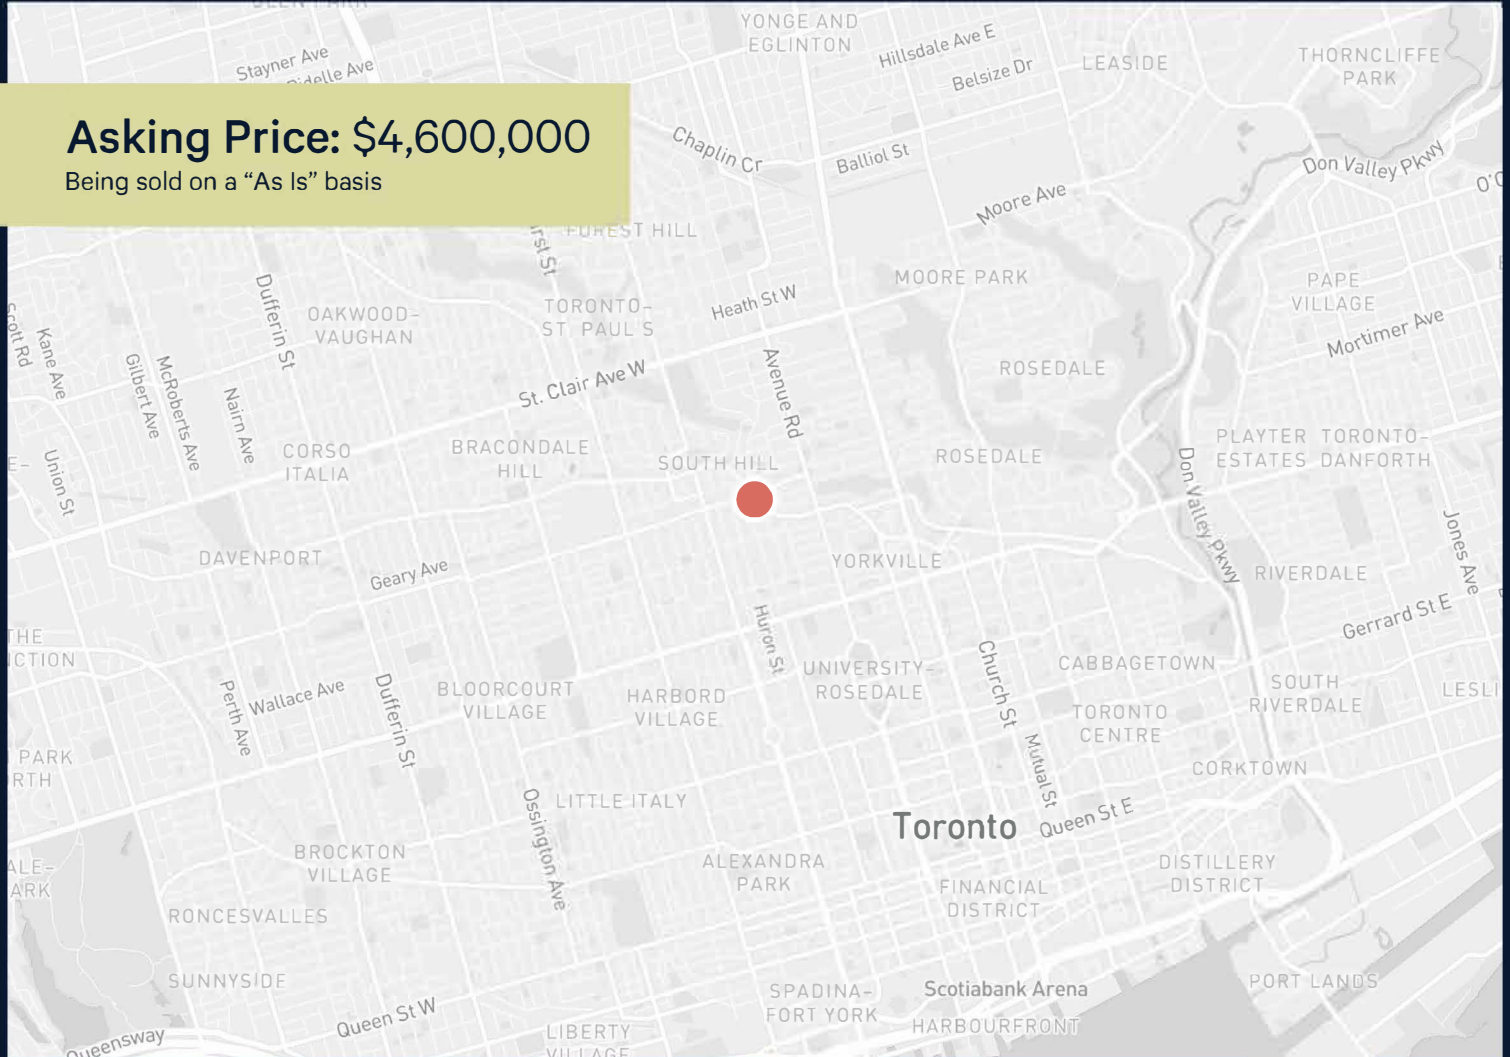 YONGE AND
EGLINTON
Hillsdale Ave E
Belsize Dr
LEASIDE
THORNCLIFFE
PARK
Stayner Ave
Asking Price: $4,600,000
Being sold on a “As Is” basis
Chaplin Cr
Balliol St
Don Valley Pkwy
Moore Ave
FOREST HILL
MOORE PARK
PAPE
VILLAGE
Dufferin St
OAKWOOD-
VAUGHAN
TORONTO-
ST. PAUL'S
Heath St W
Mortimer Ave
Kane Ave
Gilbert Ave
McRoberts Ave
Nairn Ave
St. Clair Ave W
Avenue Rd
ROSEDALE
Union St
CORSO
ITALIA
BRACONDALE
HILL
SOUTH HILL
ROSEDALE
PLAYTER
ESTATES
TORONTO-
DANFORTH
Don Valley Pkwy
Jones Ave
DAVENPORT
Geary Ave
YORKVILLE
RIVERDALE
Gerrard St E
Huron St
THE
Perth Ave
Wallace Ave
Dufferin St
BLOORCOURT
VILLAGE
HARBORD
VILLAGE
UNIVERSITY-
ROSEDALE
Church St
CABBAGETOWN
SOUTH
RIVERDALE
TORONTO
CENTRE
Mutual St
PARK
CORKTOWN
Ossington Ave
LITTLE ITALY
Toronto
Queen St E
BROCKTON
VILLAGE
ALEXANDRA
PARK
FINANCIAL
DISTRICT
DISTILLERY
DISTRICT
RONCESVALLES
SUNNYSIDE
Queen St W
LIBERTY
VILLAGE
SPADINA-
FORT YORK
Scotiabank Arena
HARBOURFRONT
PORT LANDS